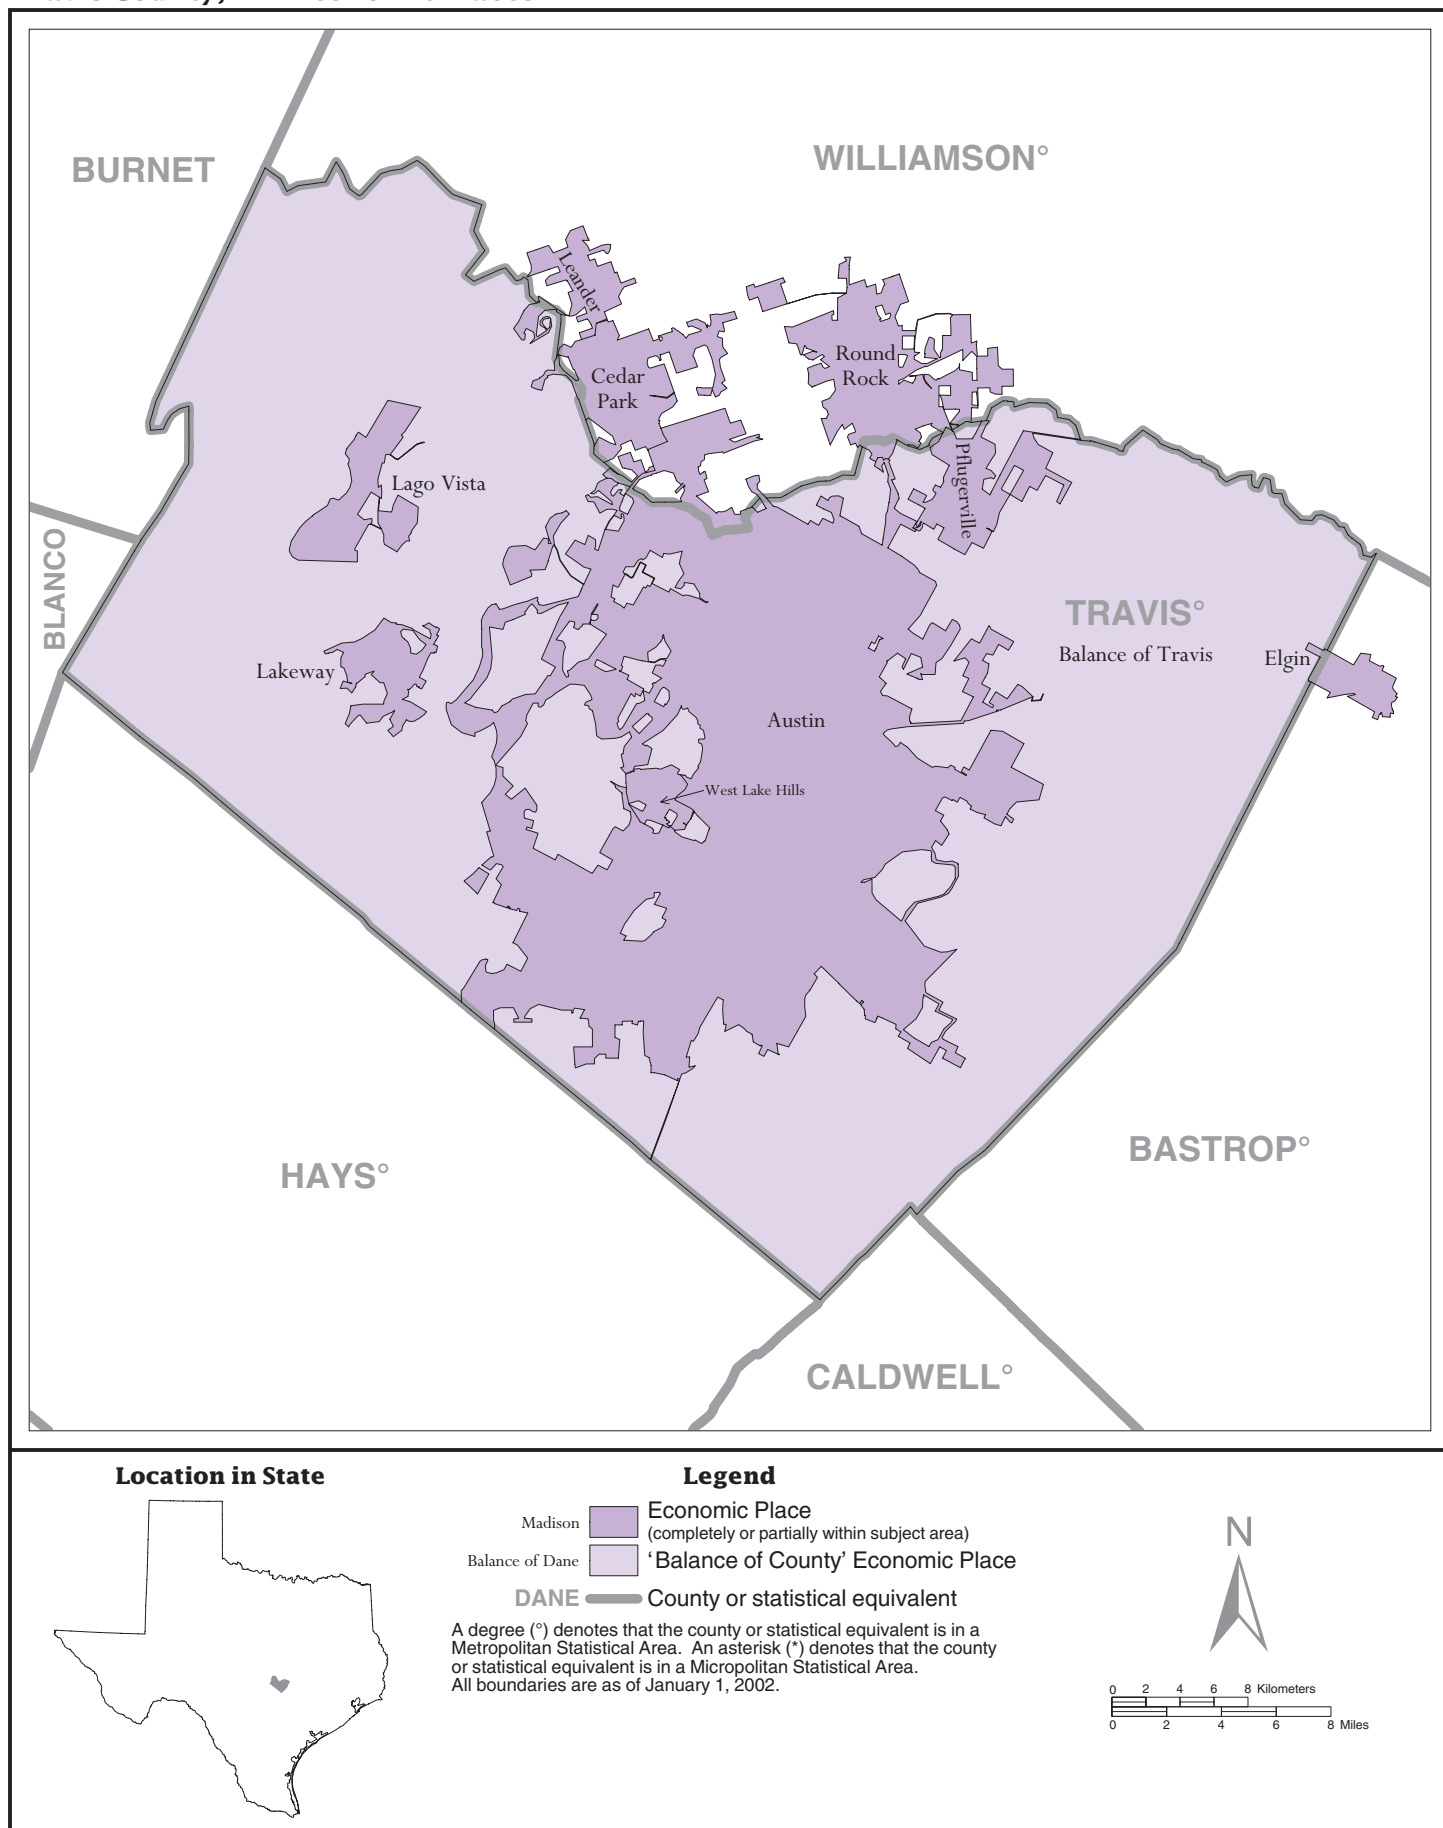 BURNET
WILLIAMSON°
Leander
Round
Rock
Cedar
Park
Pflugerville
Lago Vista
BLANCO
TRAVIS°
Balance of Travis
Elgin
Lakeway
Austin
West Lake Hills
HAYS°
BASTROP°
CALDWELL°
Location in State
Legend
Madison
Economic Place
(completely or partially within subject area)
Balance of Dane
'Balance of County' Economic Place
DANE
County or statistical equivalent
A degree (°) denotes that the county or statistical equivalent is in a
Metropolitan Statistical Area. An asterisk (*) denotes that the county
or statistical equivalent is in a Micropolitan Statistical Area.
All boundaries are as of January 1, 2002.
N
0 2 4 6 8 Kilometers
0 2 4 6 8 Miles